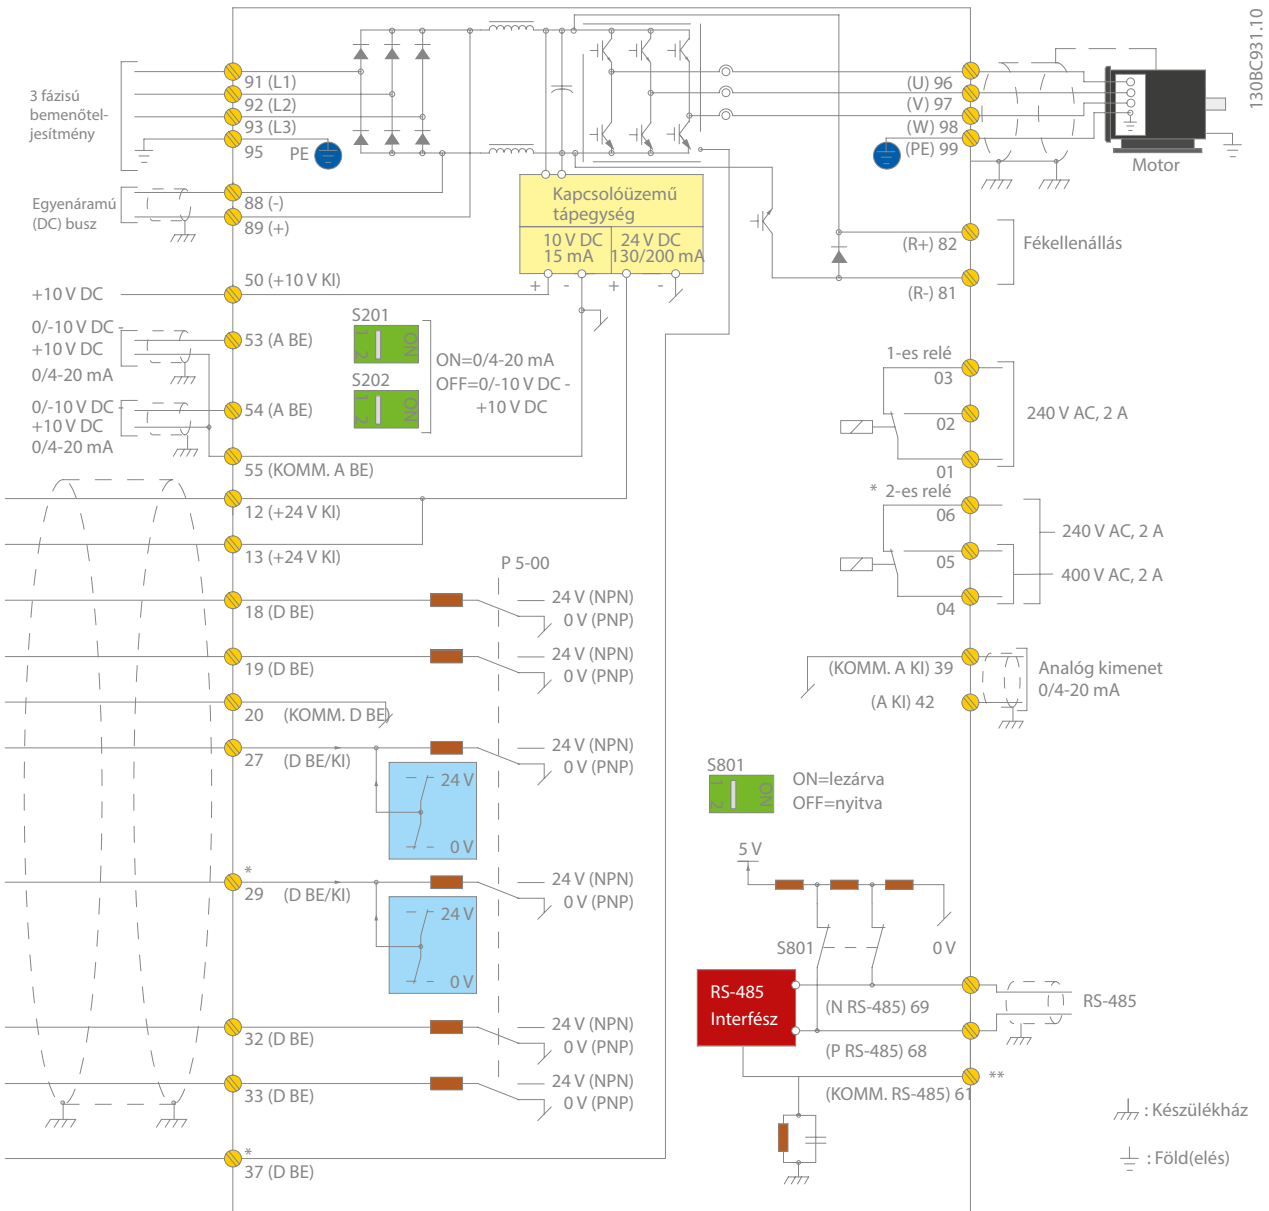 130BC931.10
3 fázisú
bemenőtel-
jesítmény
91 (L1)
92 (L2)
93 (L3)
95
PE
(U) 96
(V) 97
(W) 98
(PE) 99
Motor
Egyenáramú
(DC) busz
88 (-)
89 (+)
Kapcsolóüzemű
tápegység
10 V DC
15 mA
24 V DC
130/200 mA
+
-
+
-
(R+) 82
(R-) 81
Fékellenállás
+10 V DC
50 (+10 V KI)
0/-10 V DC -
+10 V DC
0/4-20 mA
53 (A BE)
S201
1 2
ON
ON=0/4-20 mA
OFF=0/-10 V DC -
+10 V DC
S202
1 2
ON
0/-10 V DC -
+10 V DC
0/4-20 mA
54 (A BE)
55 (KOMM. A BE)
1-es relé
03
02
01
240 V AC, 2 A
* 2-es relé
06
05
04
240 V AC, 2 A
400 V AC, 2 A
12 (+24 V KI)
13 (+24 V KI)
P 5-00
18 (D BE)
24 V (NPN)
0 V (PNP)
19 (D BE)
24 V (NPN)
0 V (PNP)
20 (KOMM. D BE)
27 (D BE/KI)
24 V (NPN)
0 V (PNP)
24 V
0 V
*
29 (D BE/KI)
24 V (NPN)
0 V (PNP)
24 V
0 V
32 (D BE)
24 V (NPN)
0 V (PNP)
33 (D BE)
24 V (NPN)
0 V (PNP)
*
37 (D BE)
(KOMM. A KI) 39
(A KI) 42
Analóg kimenet
0/4-20 mA
S801
1 2
ON
ON=lezárva
OFF=nyitva
5 V
S801
0 V
RS-485
Interfész
(N RS-485) 69
(P RS-485) 68
(KOMM. RS-485) 61
**
RS-485
: Készülékház
: Föld(elés)